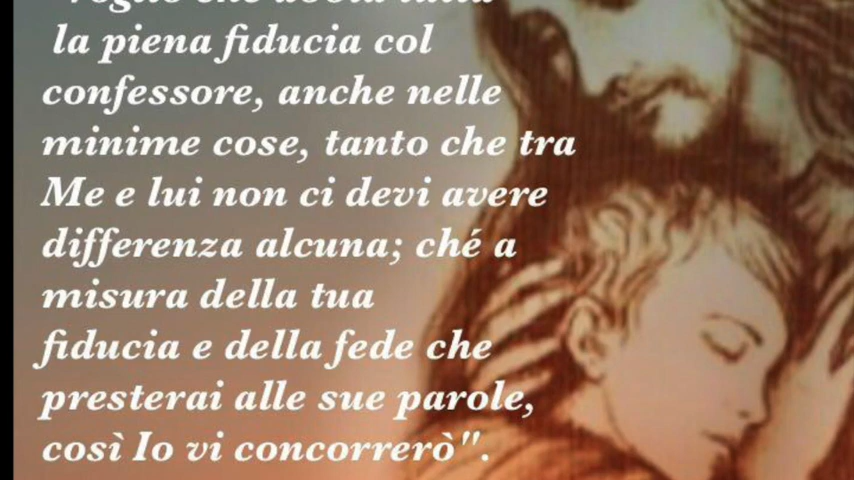 la piena fiducia col
confessore, anche nelle
minime cose, tanto che tra
Me e lui non ci devi avere
differenza alcuna; ché a
misura della tua
fiducia e della fede che
presterai alle sue parole,
così Io vi concorrerò".